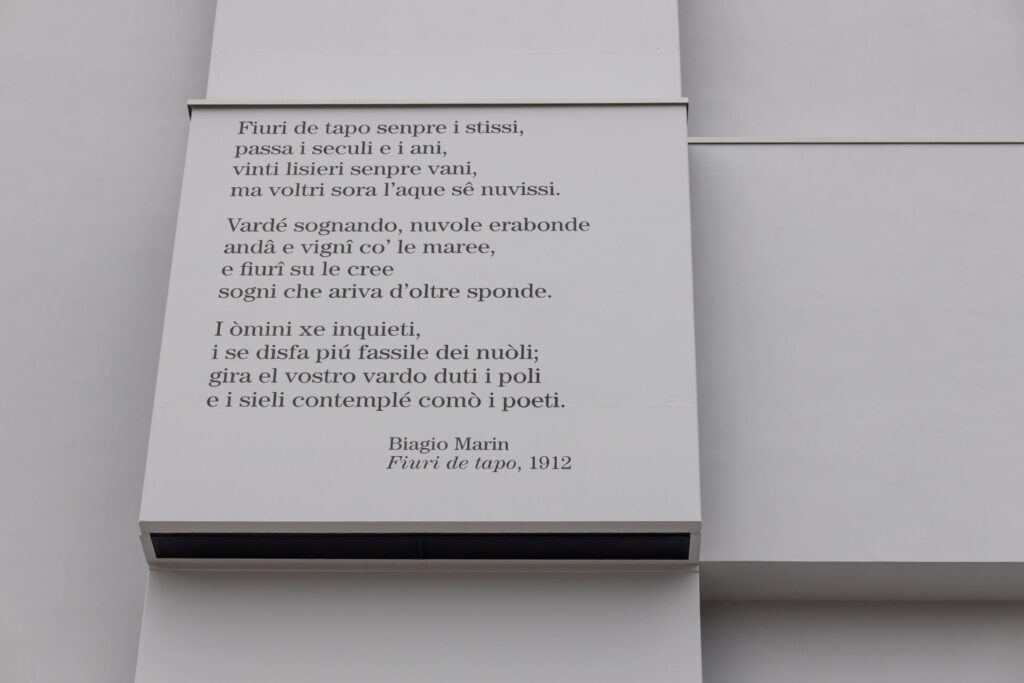 Fiuri de tapo senpre i stissi,
passa i seculi e i ani,
vinti lisieri senpre vani,
ma voltri sora l'aque sê nuvissi.
Vardé sognando, nuvole erabonde
andâ e vignî co' le maree,
e fiurî su le cree
sogni che ariva d'oltre sponde.
I òmini xe inquieti,
i se disfa piú fassile dei nuòli;
gira el vostro vardo duti i poli
e i sieli contemplé comò i poeti.
Biagio Marin
Fiuri de tapo, 1912